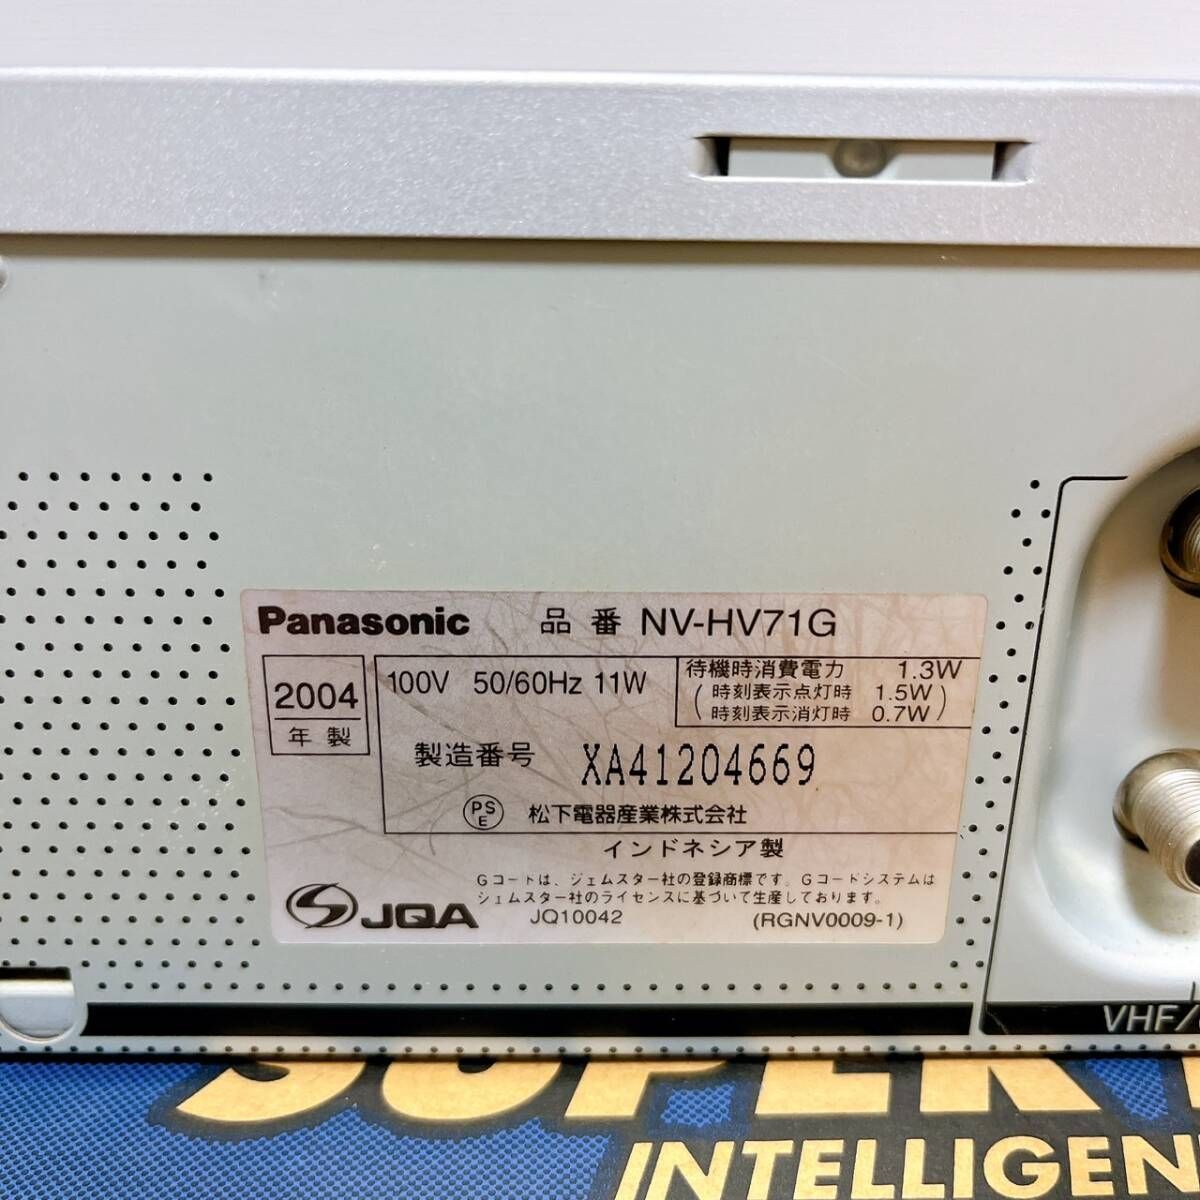 Panasonic 品番 NV-HV71G
2004
年製
100V 50/60Hz 11W
待機時消費電力 1.3W
(時刻表示点灯時 1.5W
時刻表示消灯時 0.7W)
製造番号 XA41204669
PSE 松下電器産業株式会社
インドネシア製
Gコードは、ジェムスター社の登録商標です。Gコードシステムは
ジェムスター社のライセンスに基づいて生産しております。
JQA
JQ10042 (RGNV0009-1)
VHF/
SUPER
INTELLIGEN